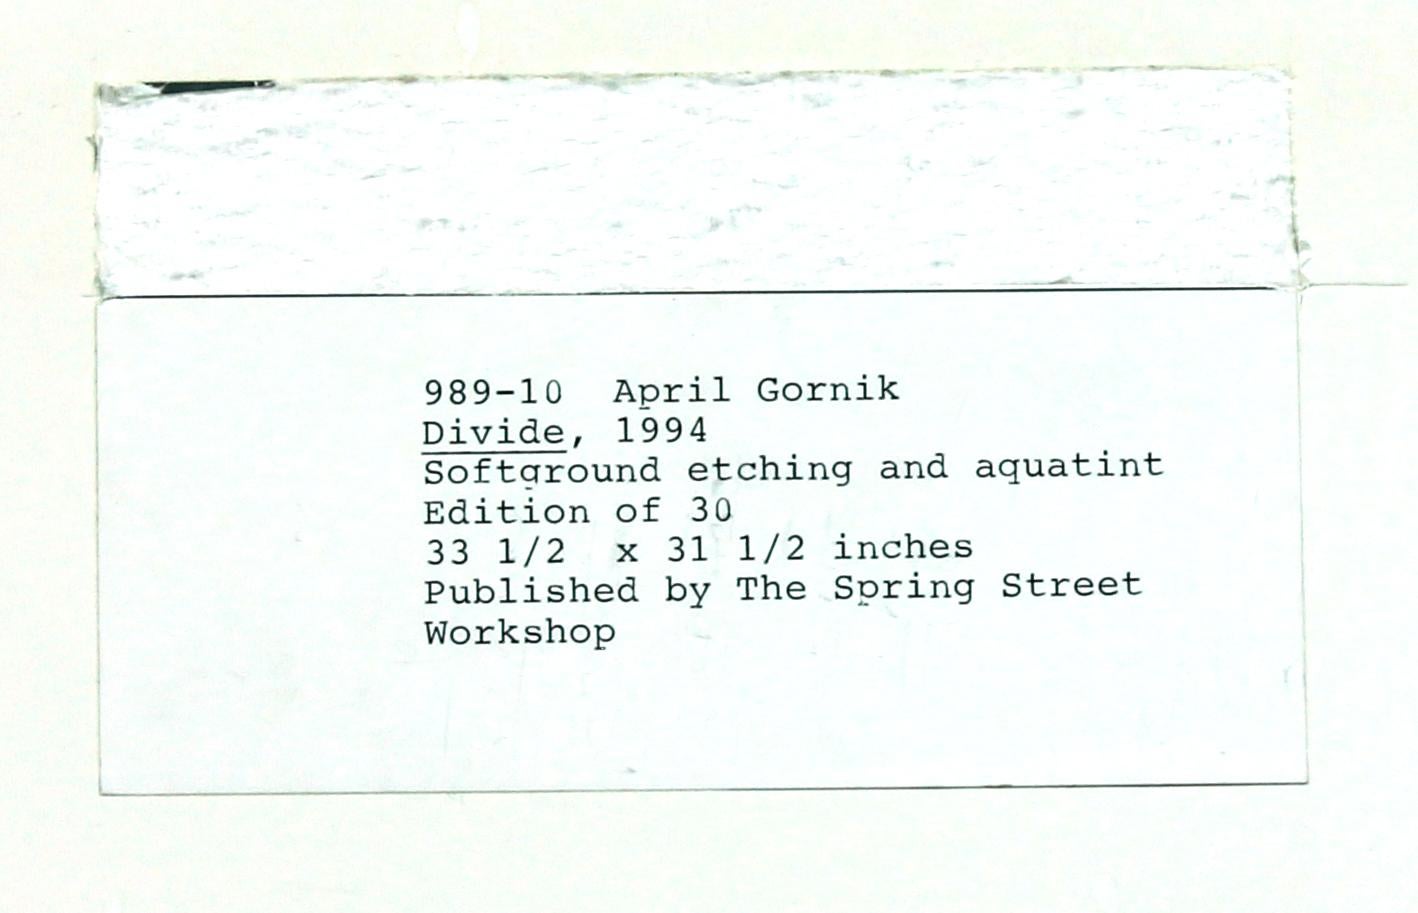 989-10  April Gornik
Divide, 1994
Softground etching and aquatint
Edition of 30
33 1/2  x 31 1/2 inches
Published by The Spring Street
Workshop